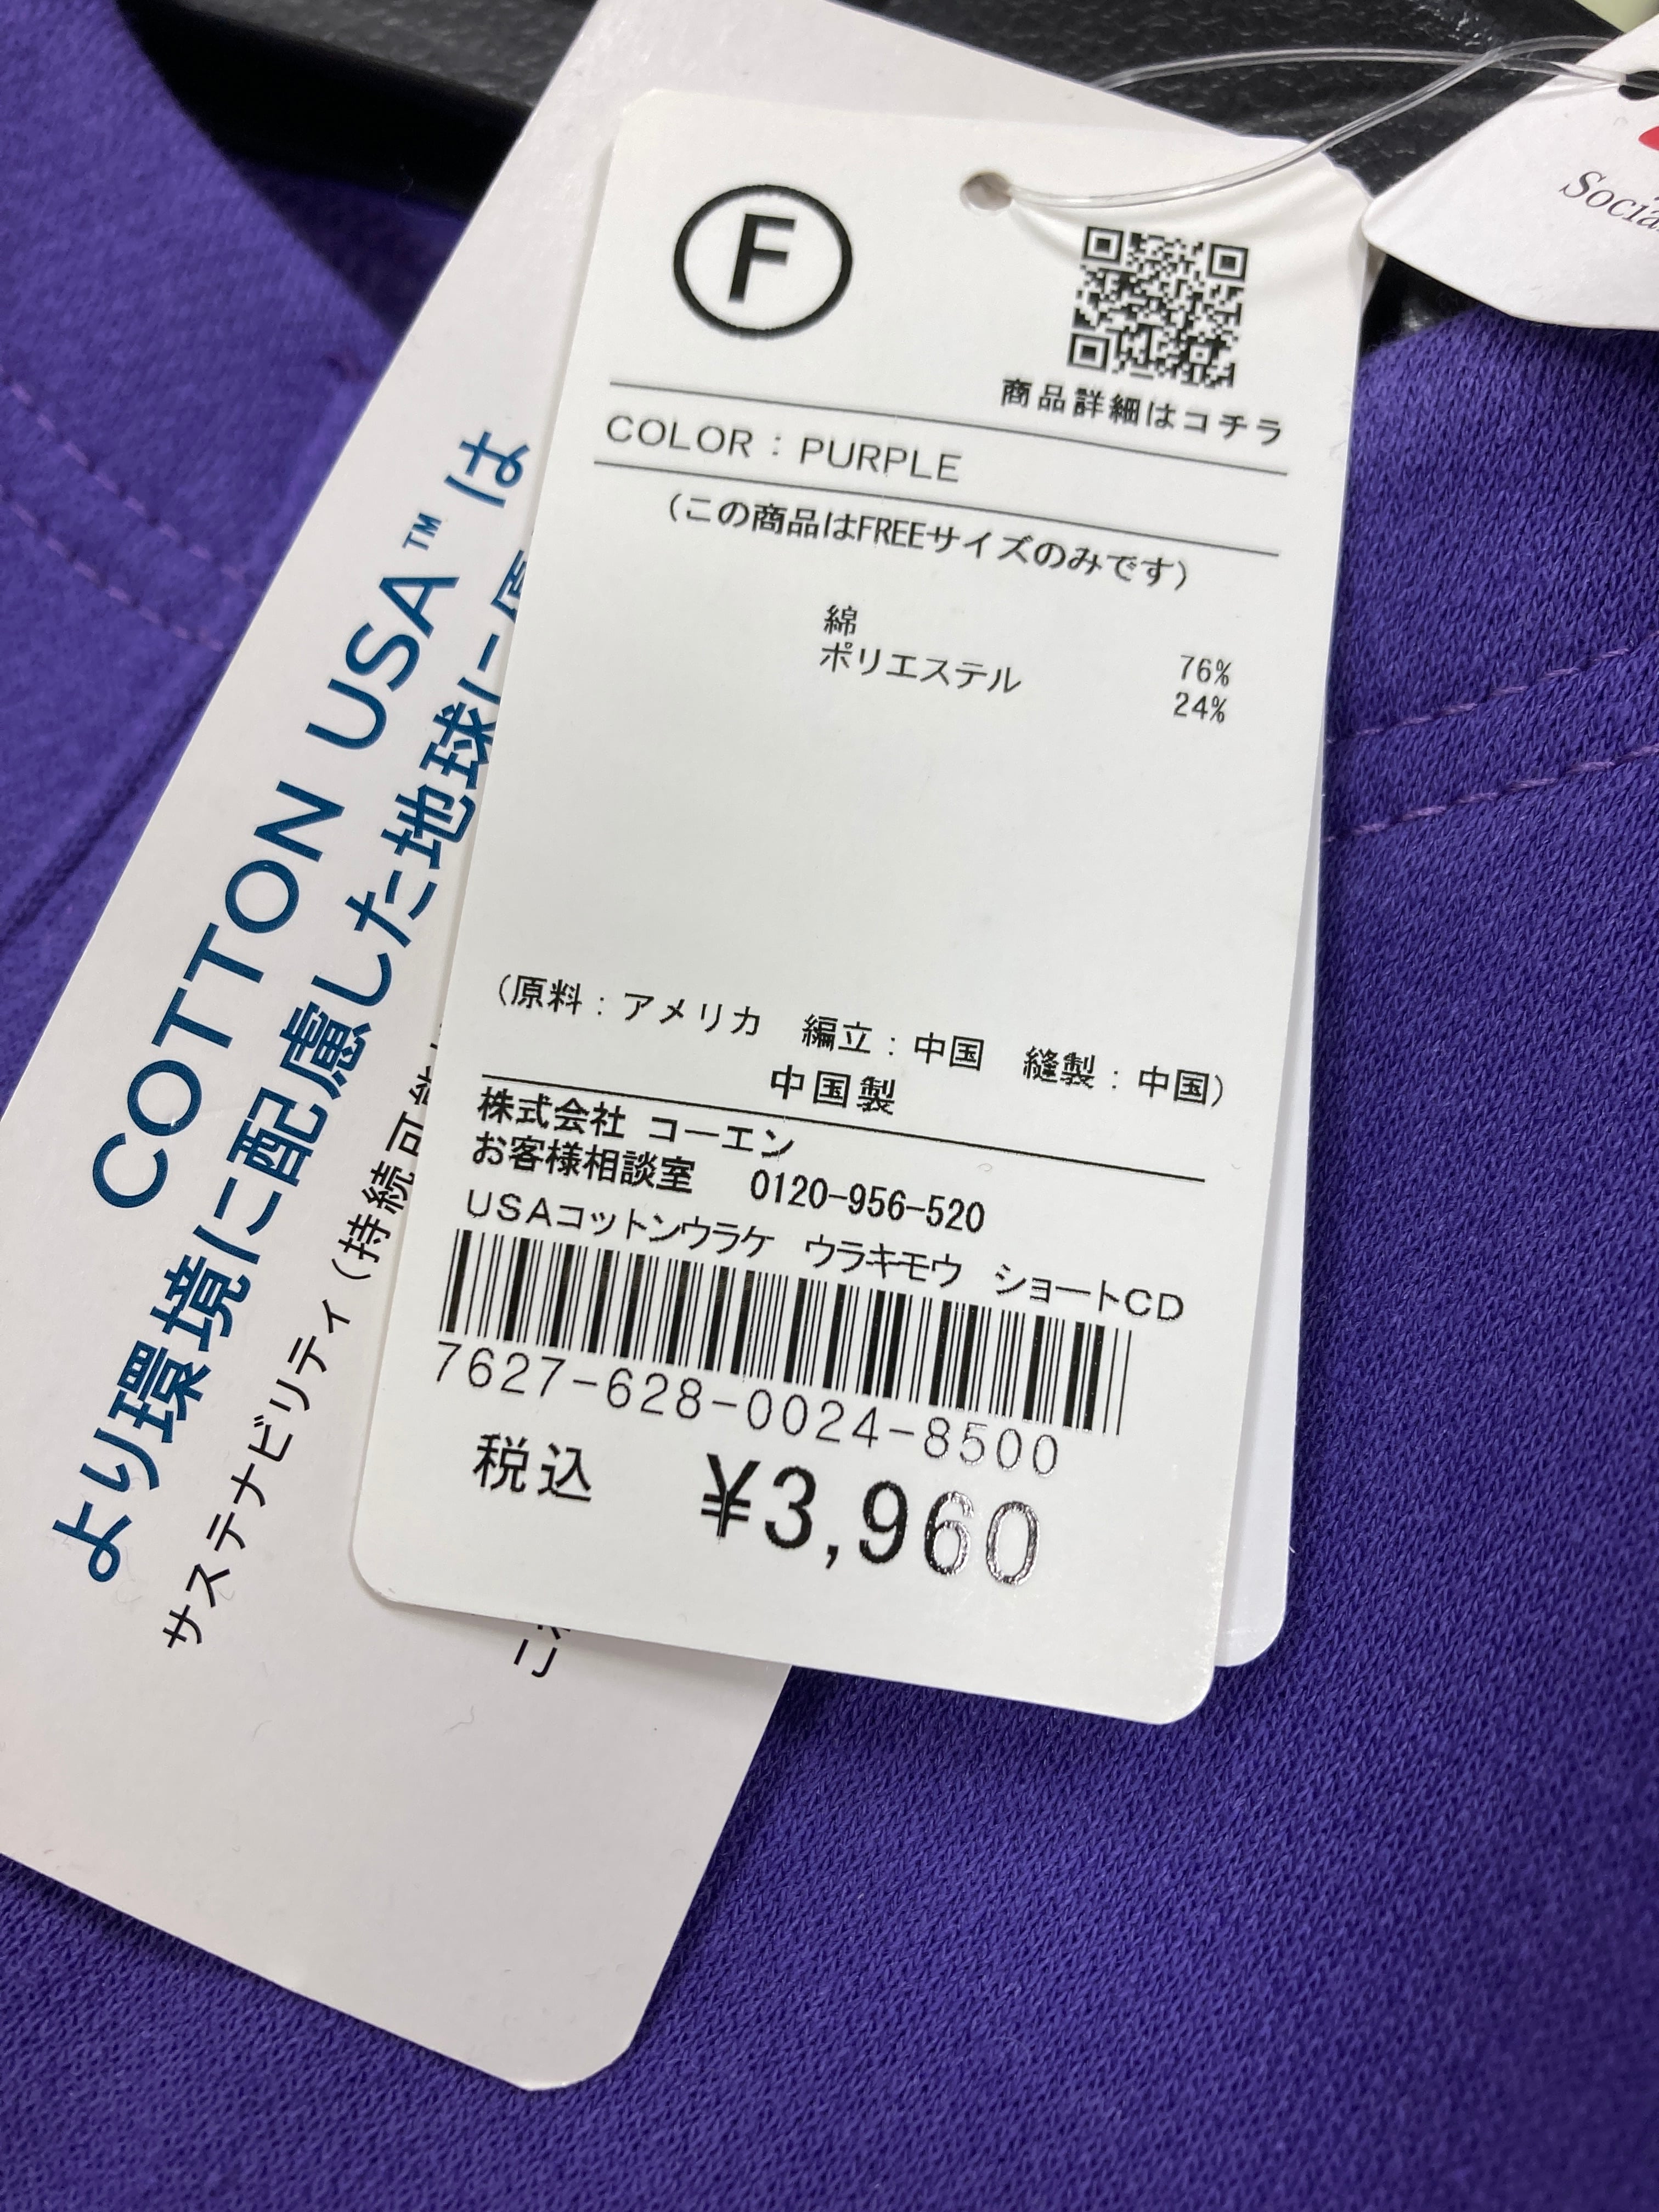 F
商品詳細はコチラ
COLOR：PURPLE
（この商品はFREEサイズのみです）
綿 76%
ポリエステル 24%
（原料：アメリカ 編立：中国 縫製：中国）
中国製
株式会社 コーエン
お客様相談室 0120-956-520
USAコットンウラケ ウラキモウ ショートCD
7627-628-0024-8500
税込 ¥3,960
COTTON USA™ は
より環境に配慮した地球に
サステナビリティ（持続可能